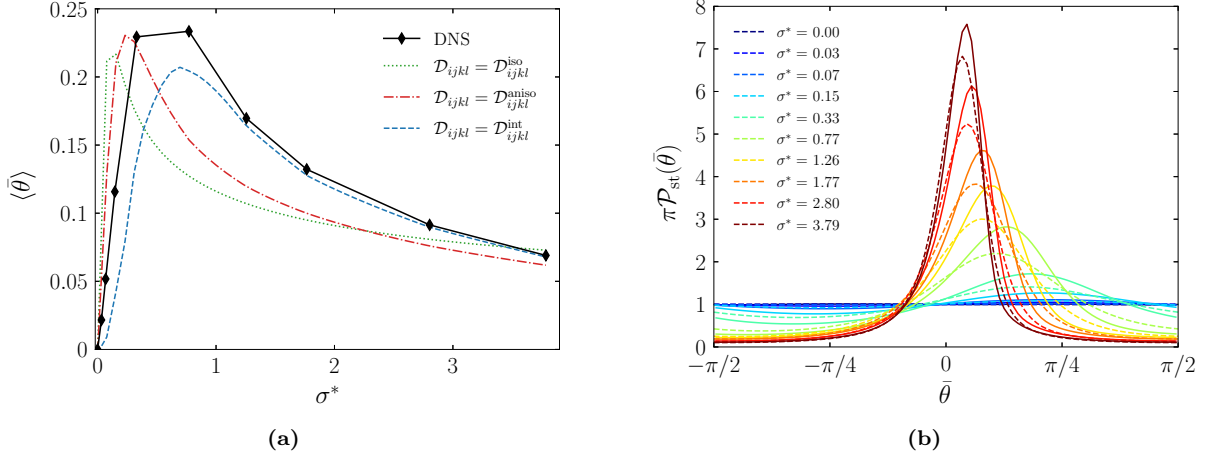 0.25
0.2
0.15
0.1
0.05
0
⟨θ̄⟩
0
1
2
3
σ*
DNS
𝒟ijkl = 𝒟ijkl^iso
𝒟ijkl = 𝒟ijkl^aniso
𝒟ijkl = 𝒟ijkl^int
(a)
8
7
6
5
4
3
2
1
0
π𝒫st(θ̄)
σ* = 0.00
σ* = 0.03
σ* = 0.07
σ* = 0.15
σ* = 0.33
σ* = 0.77
σ* = 1.26
σ* = 1.77
σ* = 2.80
σ* = 3.79
−π/2
−π/4
0
π/4
π/2
θ̄
(b)